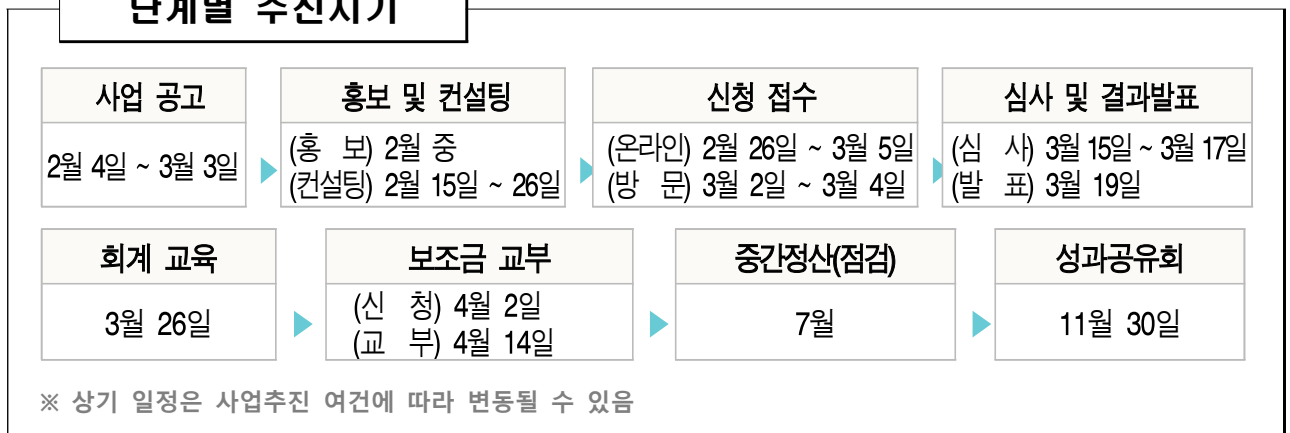 단계별 추진시기
사업 공고
2월 4일 ~ 3월 3일
홍보 및 컨설팅
(홍 보) 2월 중
(컨설팅) 2월 15일 ~ 26일
신청 접수
(온라인) 2월 26일 ~ 3월 5일
(방 문) 3월 2일 ~ 3월 4일
심사 및 결과발표
(심 사) 3월 15일 ~ 3월 17일
(발 표) 3월 19일
회계 교육
3월 26일
보조금 교부
(신 청) 4월 2일
(교 부) 4월 14일
중간정산(점검)
7월
성과공유회
11월 30일
※ 상기 일정은 사업추진 여건에 따라 변동될 수 있음